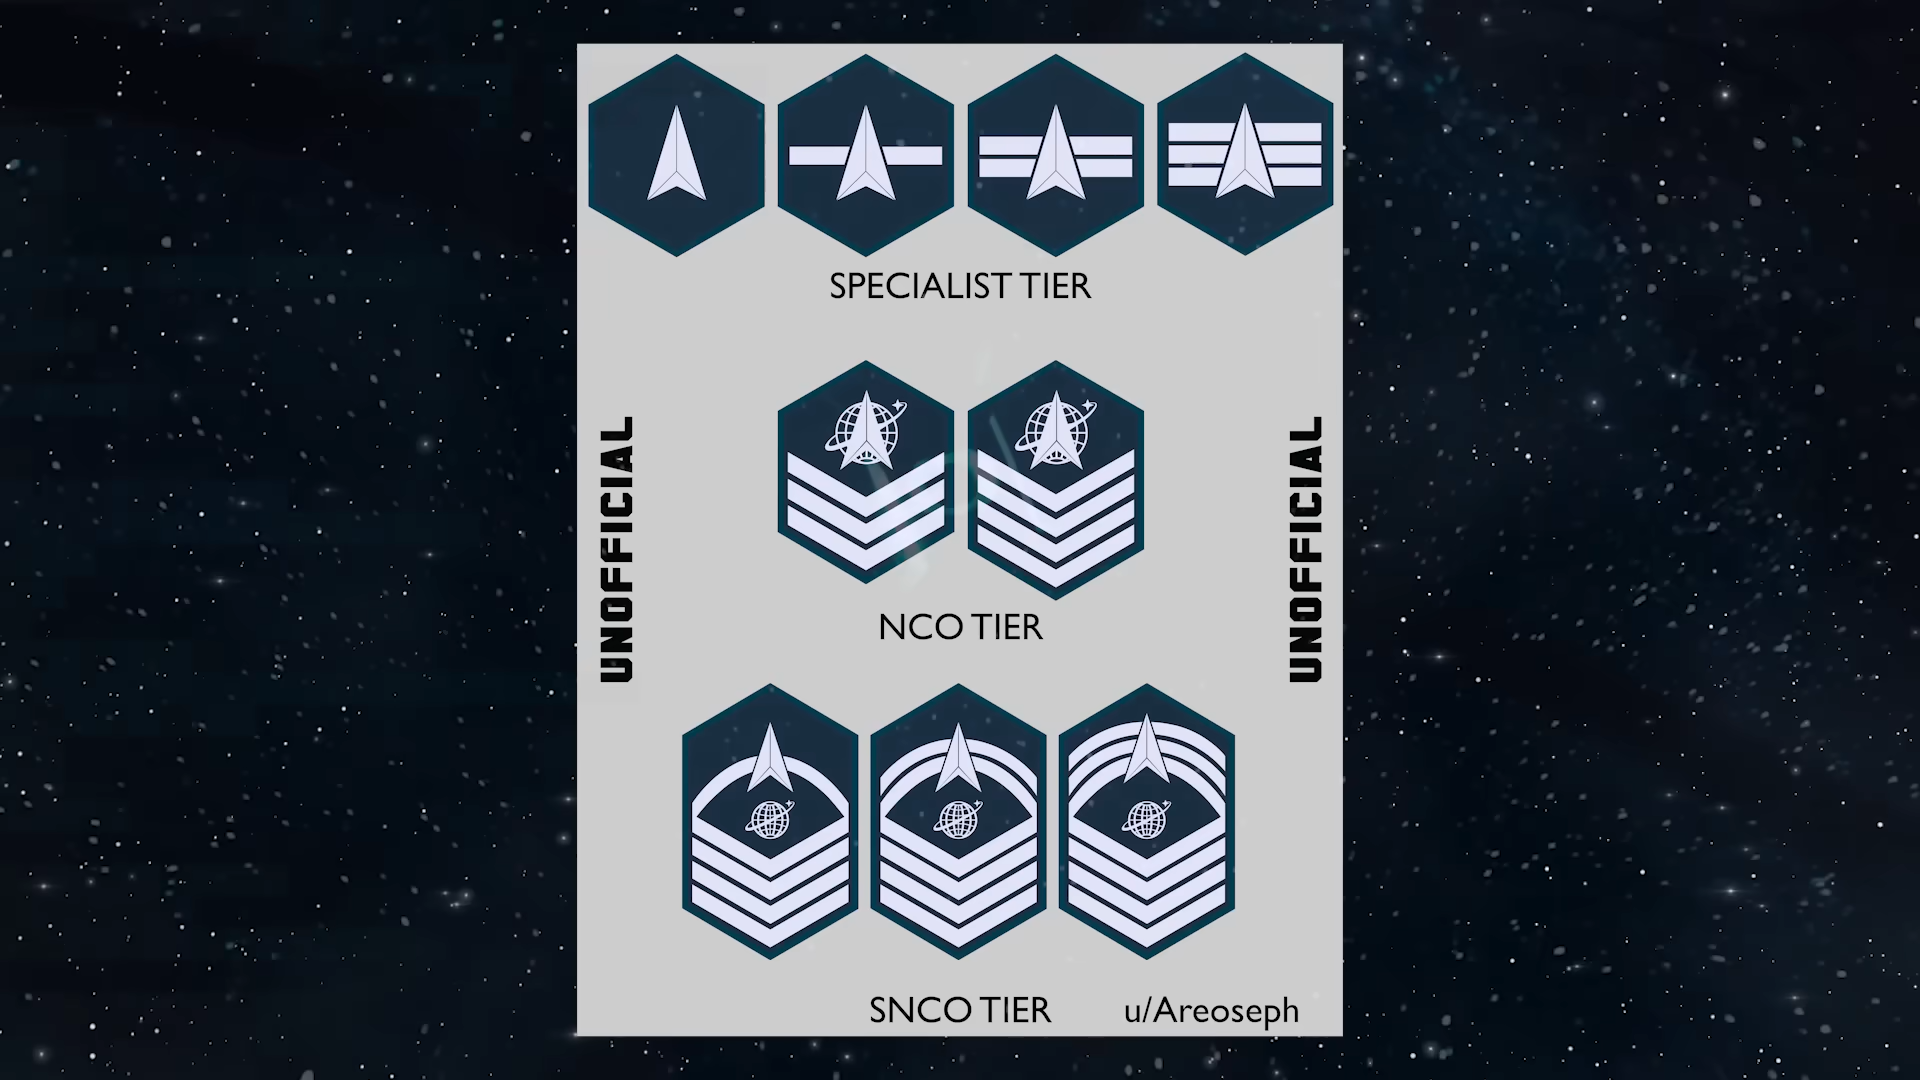 SPECIALIST TIER
UNOFFICIAL
UNOFFICIAL
NCO TIER
SNCO TIER
u/Areoseph